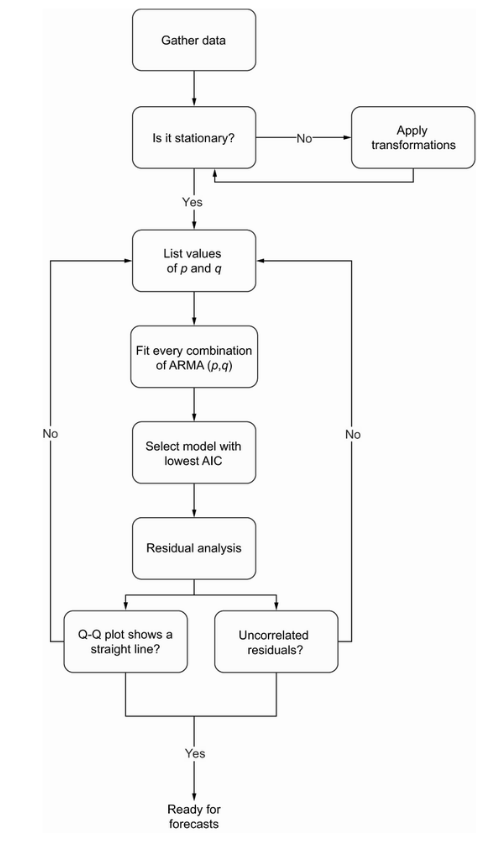 Gather data
Is it stationary?
No
Apply
transformations
Yes
List values
of p and q
Fit every combination
of ARMA (p,q)
No
No
Select model with
lowest AIC
Residual analysis
Q-Q plot shows a
straight line?
Uncorrelated
residuals?
Yes
Ready for
forecasts